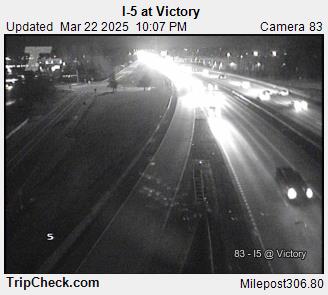 I-5 at Victory
Updated Mar 22 2025 10:07 PM Camera 83
S
83 - I5 @ Victory
TripCheck.com Milepost306.80